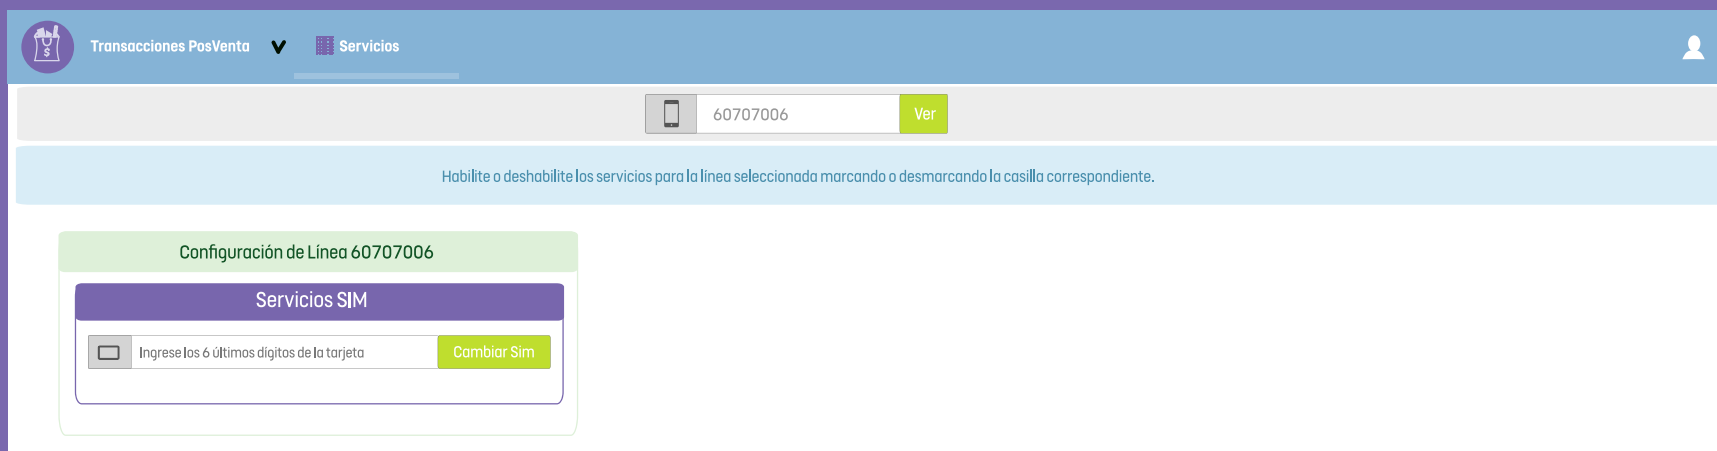 Transacciones PosVenta
Servicios
60707006
Ver
Habilite o deshabilite los servicios para la línea seleccionada marcando o desmarcando la casilla correspondiente.
Configuración de Línea 60707006
Servicios SIM
Ingrese los 6 últimos dígitos de la tarjeta
Cambiar Sim